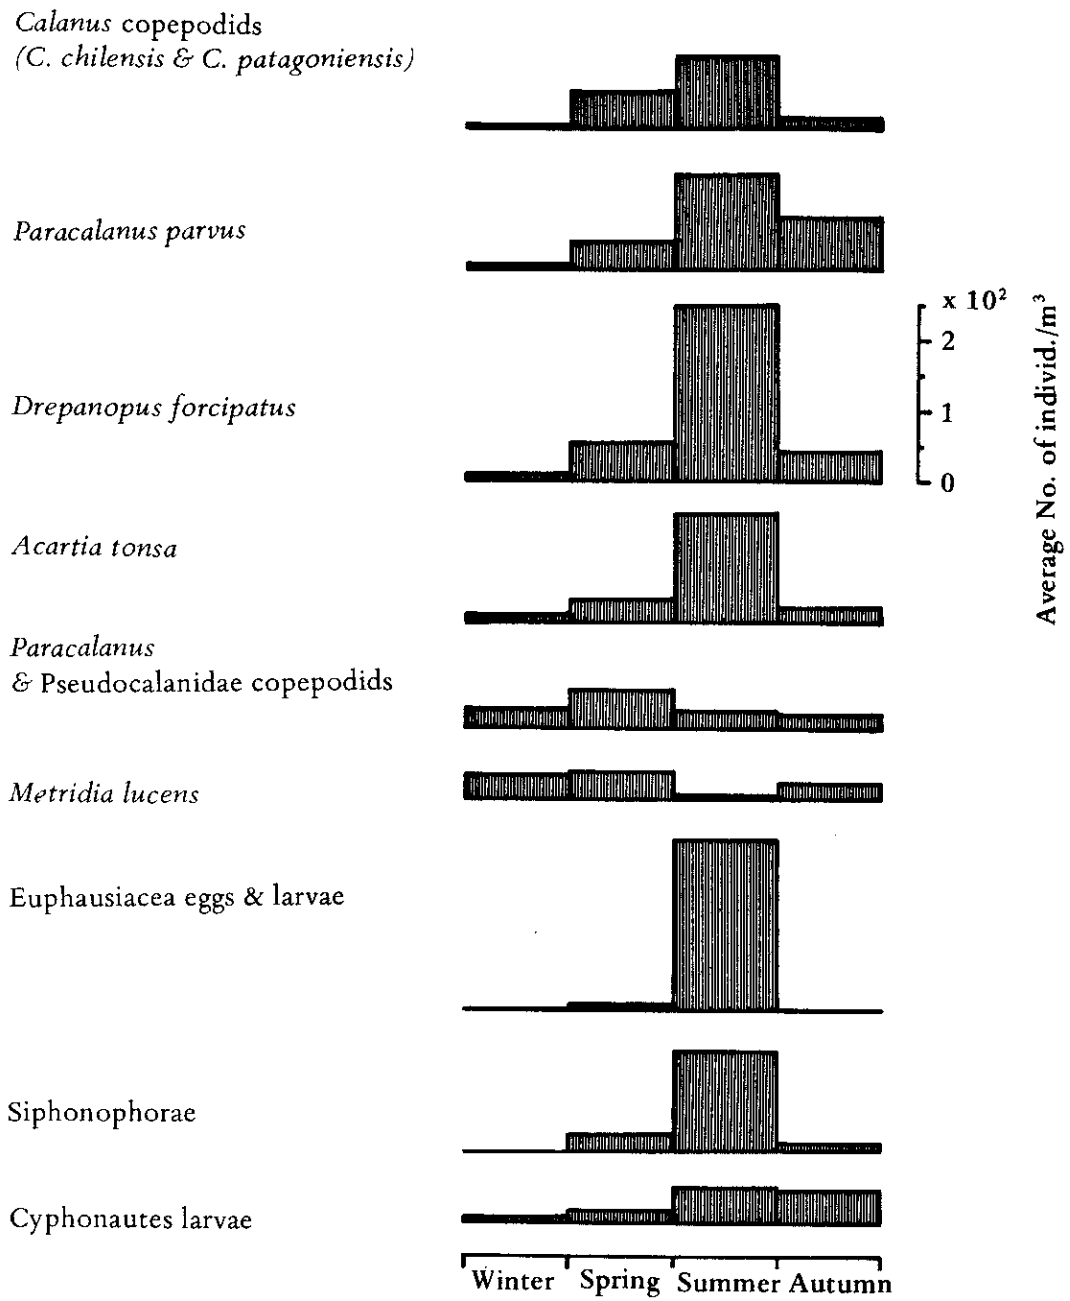 Calanus copepodids
(C. chilensis & C. patagoniensis)
Paracalanus parvus
x 10²
2
1
0
Average No. of individ./m³
Drepanopus forcipatus
Acartia tonsa
Paracalanus
& Pseudocalanidae copepodids
Metridia lucens
Euphausiacea eggs & larvae
Siphonophorae
Cyphonautes larvae
Winter Spring Summer Autumn